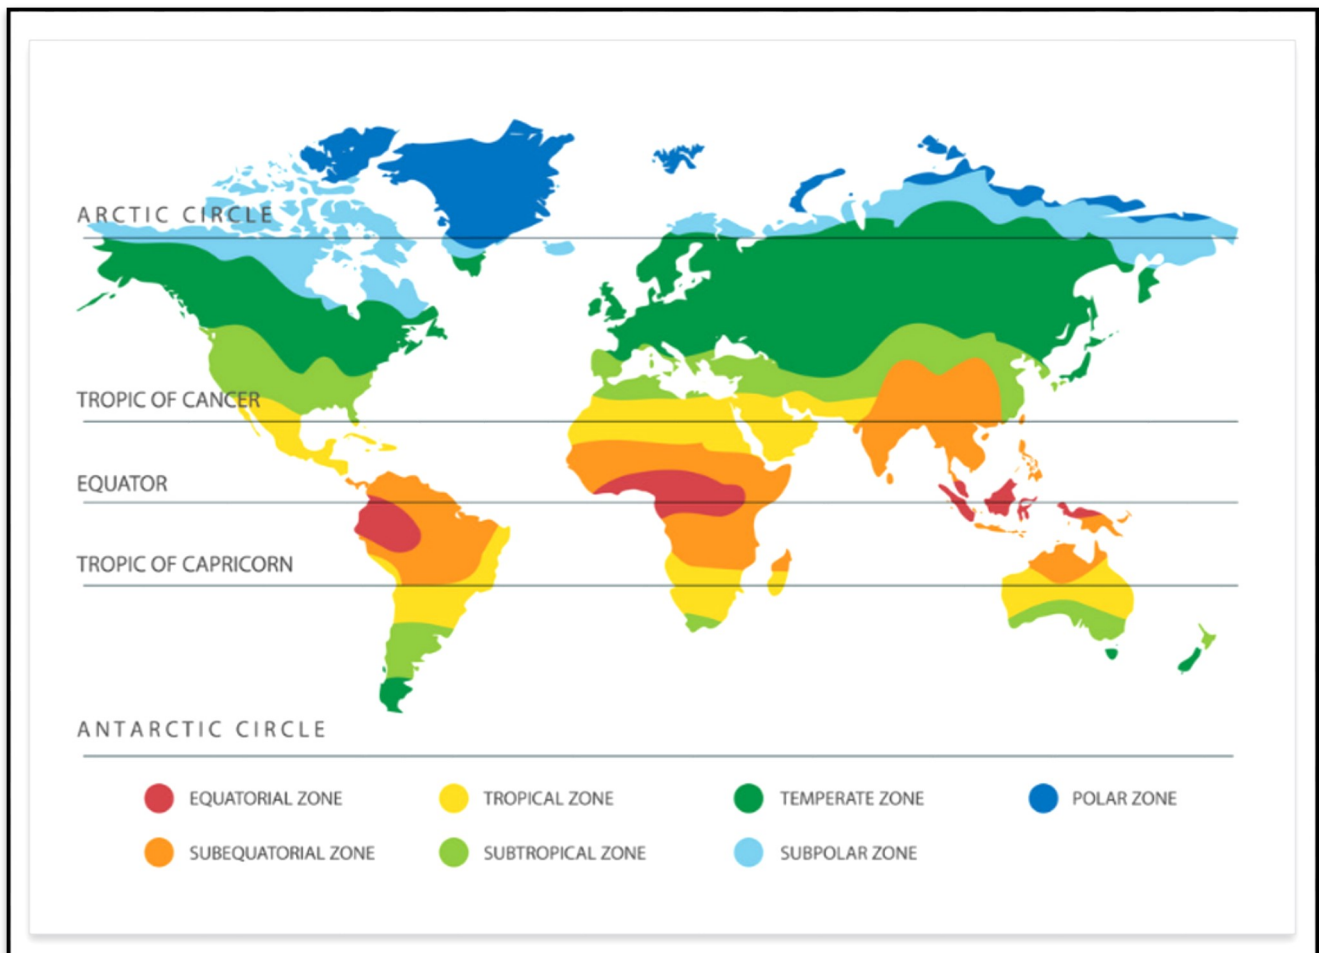 ARCTIC CIRCLE
TROPIC OF CANCER
EQUATOR
TROPIC OF CAPRICORN
ANTARCTIC CIRCLE
EQUATORIAL ZONE
TROPICAL ZONE
TEMPERATE ZONE
POLAR ZONE
SUBEQUATORIAL ZONE
SUBTROPICAL ZONE
SUBPOLAR ZONE